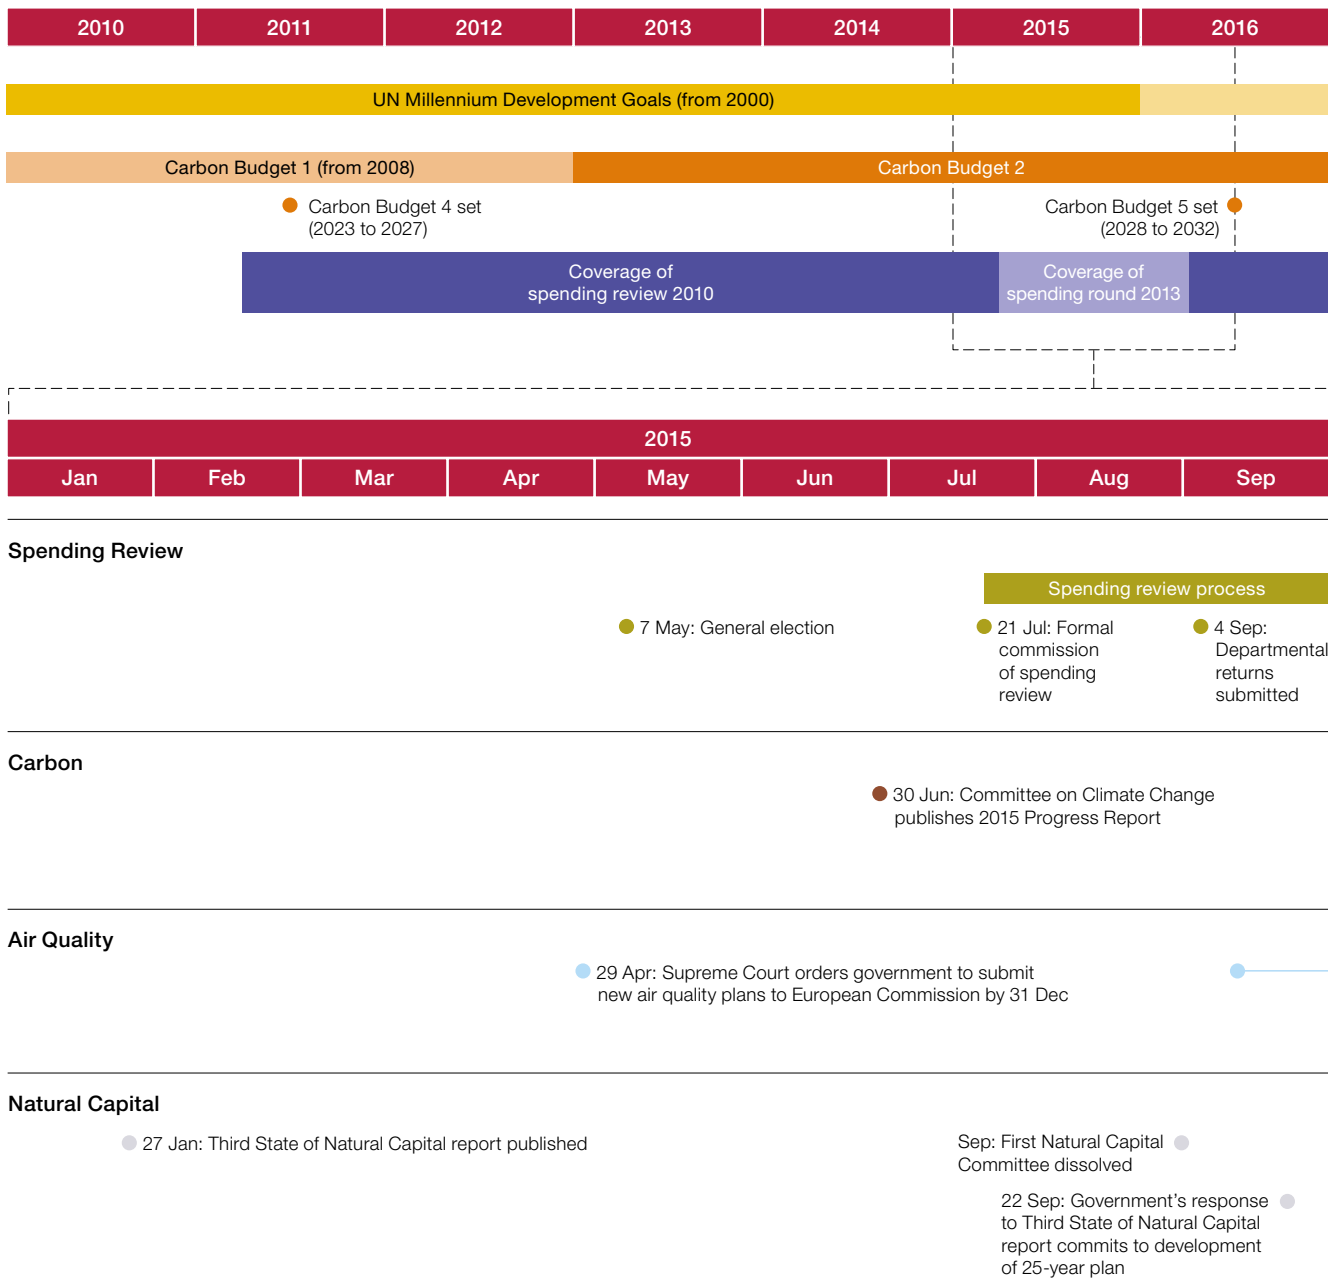 2010 2011 2012 2013 2014 2015 2016
UN Millennium Development Goals (from 2000)
Carbon Budget 1 (from 2008) Carbon Budget 2
Carbon Budget 4 set
(2023 to 2027)
Carbon Budget 5 set
(2028 to 2032)
Coverage of
spending review 2010
Coverage of
spending round 2013
2015
Jan Feb Mar Apr May Jun Jul Aug Sep
Spending Review
Spending review process
7 May: General election
21 Jul: Formal
commission
of spending
review
4 Sep:
Departmental
returns
submitted
Carbon
30 Jun: Committee on Climate Change
publishes 2015 Progress Report
Air Quality
29 Apr: Supreme Court orders government to submit
new air quality plans to European Commission by 31 Dec
Natural Capital
27 Jan: Third State of Natural Capital report published
Sep: First Natural Capital
Committee dissolved
22 Sep: Government’s response
to Third State of Natural Capital
report commits to development
of 25-year plan